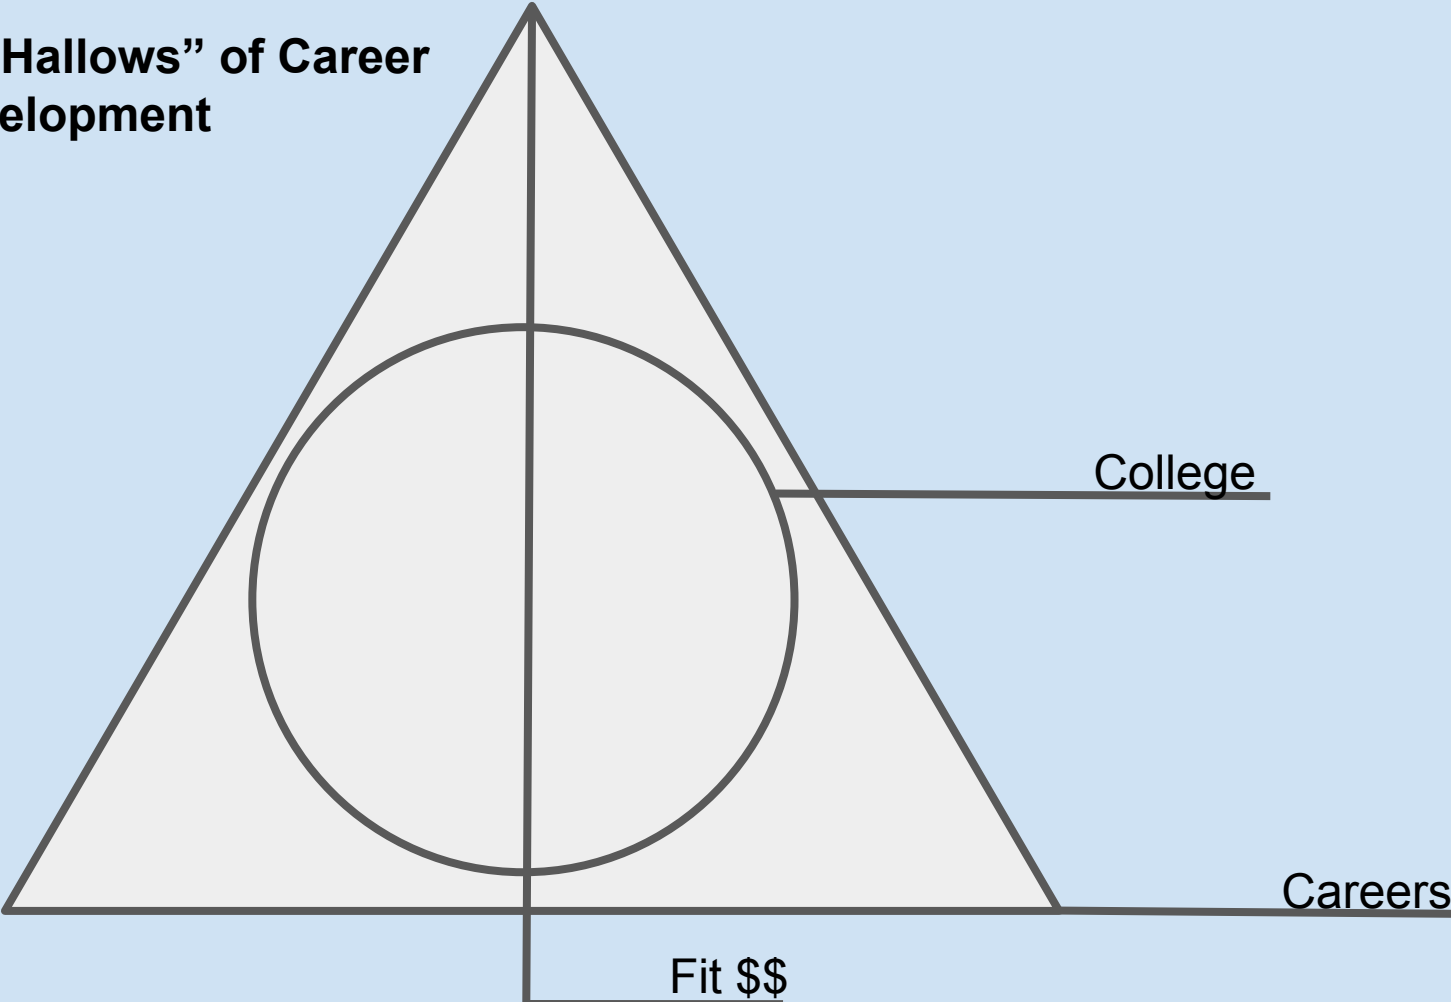 Hallows” of Career
elopment
College
Careers
Fit $$